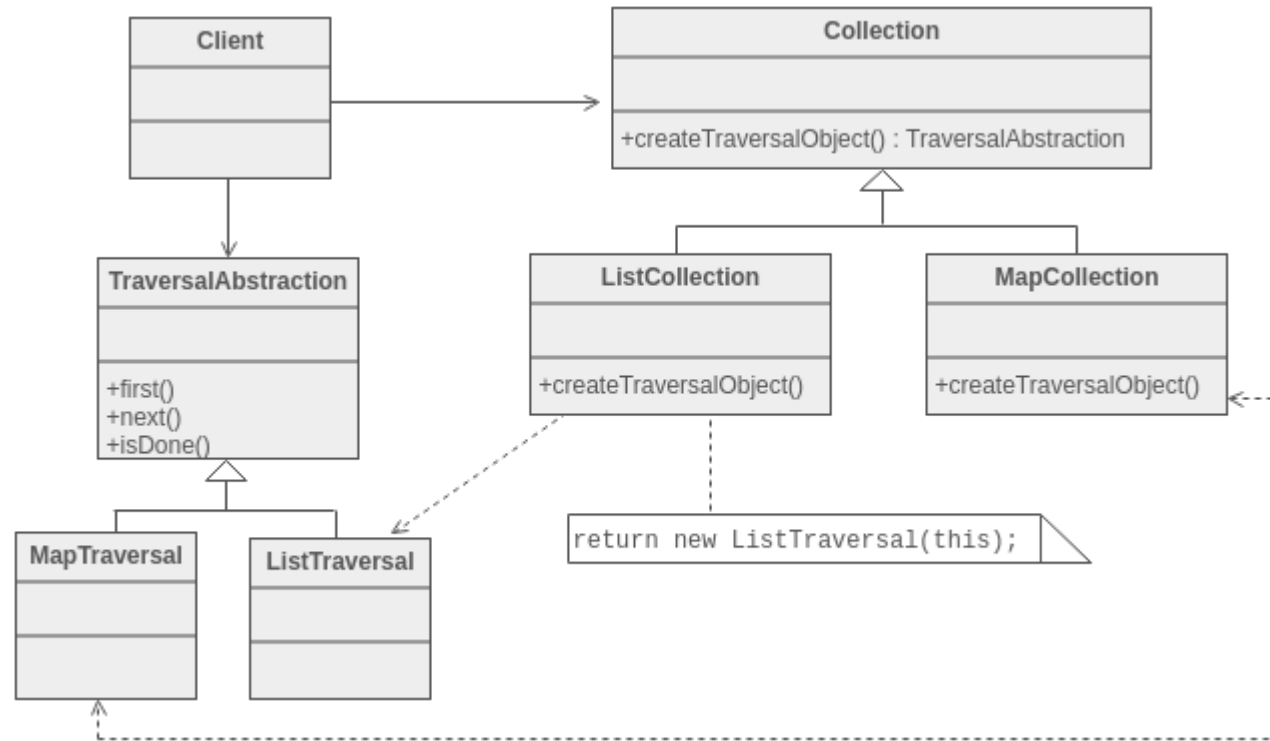 Client
Collection
+createTraversalObject() : TraversalAbstraction
TraversalAbstraction
+first()
+next()
+isDone()
ListCollection
+createTraversalObject()
MapCollection
+createTraversalObject()
return new ListTraversal(this);
MapTraversal
ListTraversal